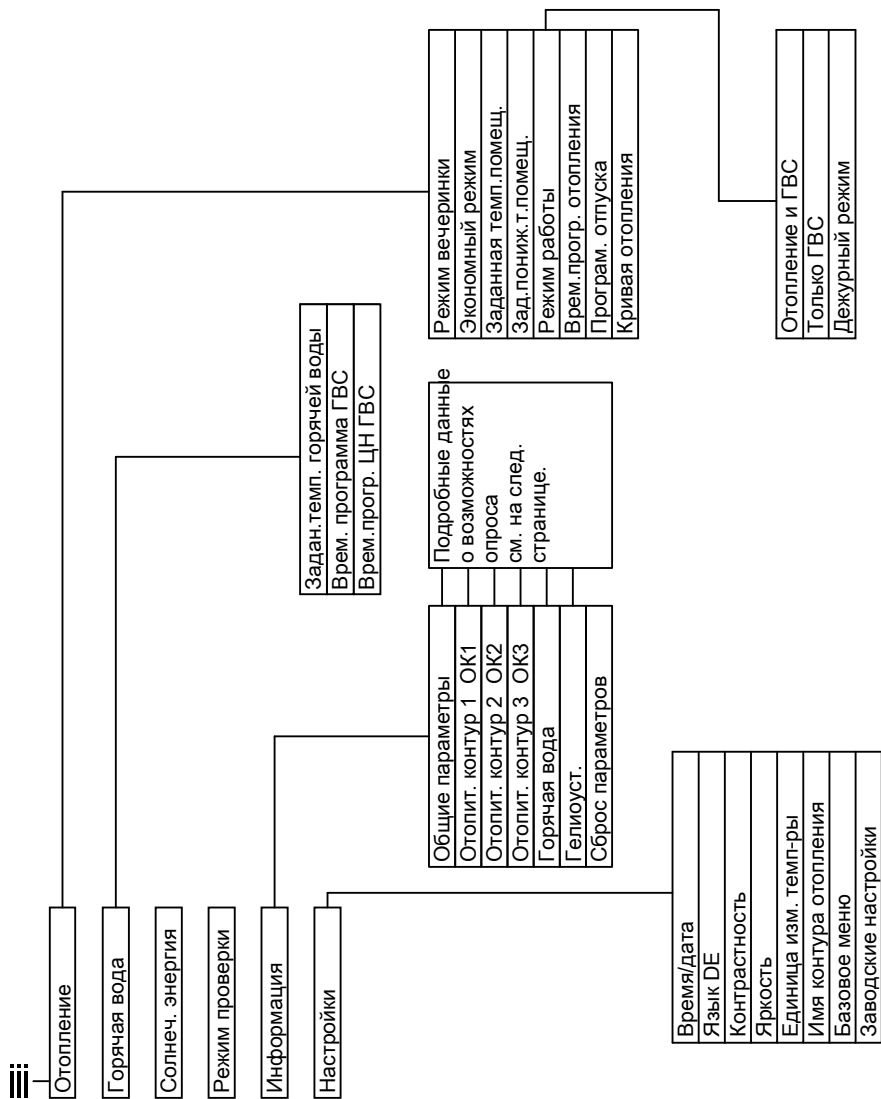 Отопление
Горячая вода
Солнеч. энергия
Режим проверки
Информация
Настройки
Задан.темп. горячей воды
Врем. программа ГВС
Врем.прогр. ЦН ГВС
Режим вечеринки
Экономный режим
Заданная темп.помещ.
Зад.пониж.т.помещ.
Режим работы
Врем.прогр. отопления
Програм. отпуска
Кривая отопления
Отопление и ГВС
Только ГВС
Дежурный режим
Общие параметры
Отопит. контур 1 ОК1
Отопит. контур 2 ОК2
Отопит. контур 3 ОК3
Горячая вода
Гелиоуст.
Сброс параметров
Подробные данные
о возможностях
опроса
см. на след.
странице.
Время/дата
Язык DE
Контрастность
Яркость
Единица изм. темп-ры
Имя контура отопления
Базовое меню
Заводские настройки